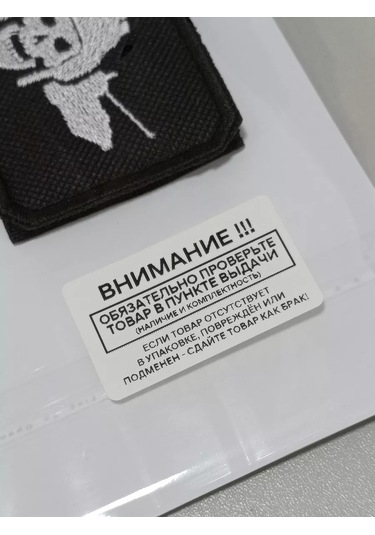 ВНИМАНИЕ !!!
ОБЯЗАТЕЛЬНО ПРОВЕРЬТЕ
ТОВАР В ПУНКТЕ ВЫДАЧИ
(НАЛИЧИЕ И КОМПЛЕКТНОСТЬ)
ЕСЛИ ТОВАР ОТСУТСТВУЕТ
В УПАКОВКЕ, ПОВРЕЖДЁН ИЛИ
ПОДМЕНЕН - СДАЙТЕ ТОВАР КАК БРАК!